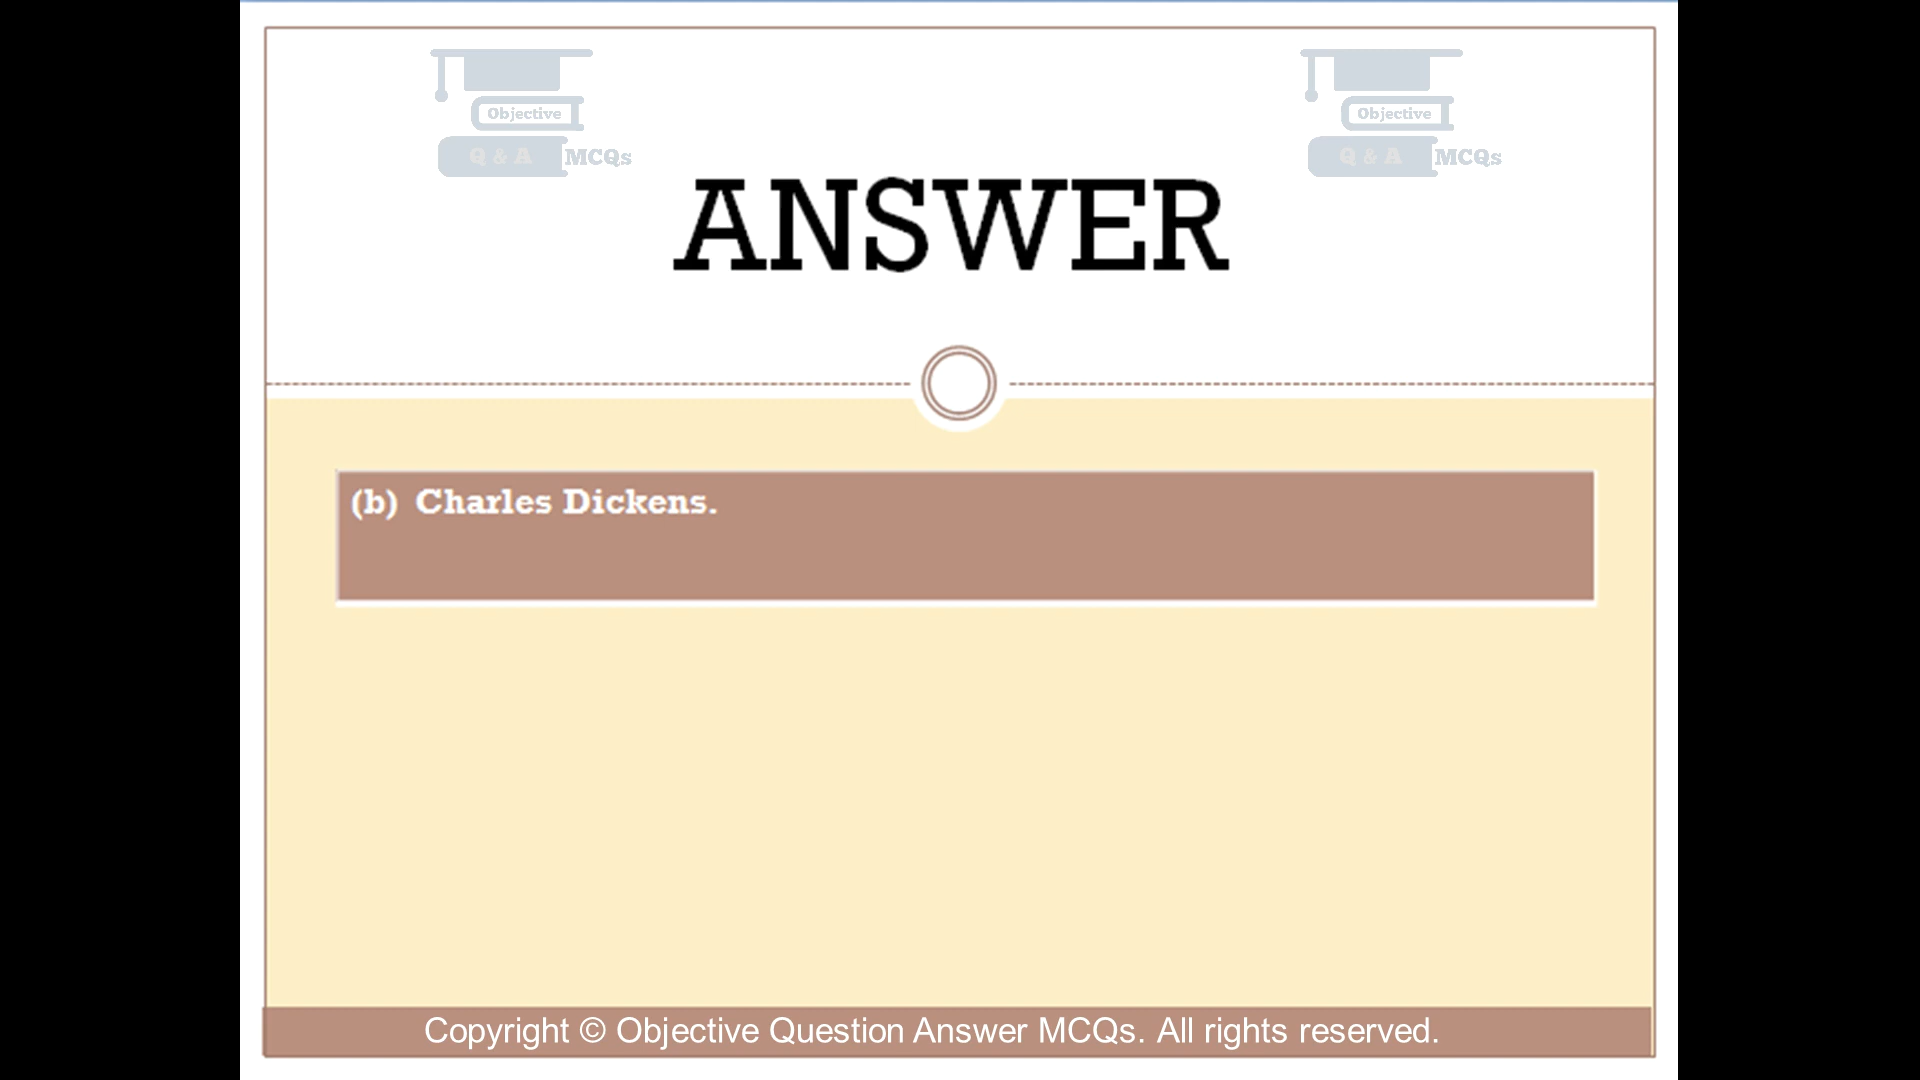 Objective
Q & A MCQs
Objective
Q & A MCQs
ANSWER
(b) Charles Dickens.
Copyright © Objective Question Answer MCQs. All rights reserved.